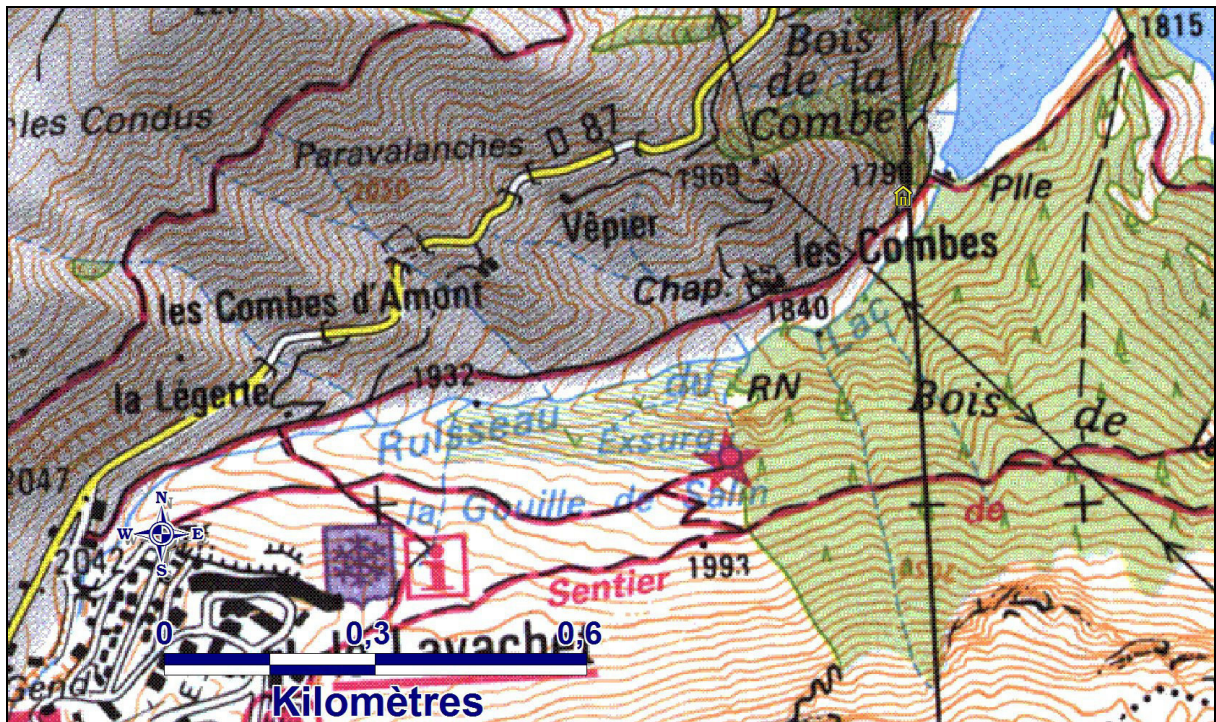 1815
Bois
de la
Combe
les Condus
Paravalanches
D 87
1969
Plle
Vêpier
les Combes
Chap.
les Combes d'Amont
1840
Lac
la Légette
1932
du
RN
Bois
de
Ruisseau
Exsurg
2047
la Gouille de Salin
de
N
W E
S
2042
1993
i
Sentier
0 0,3 0,6
Kilomètres